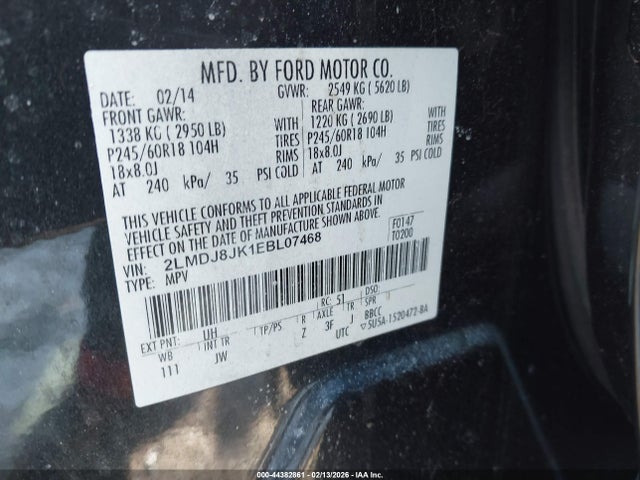 MFD. BY FORD MOTOR CO.
DATE: 02/14 GVWR: 2549 KG ( 5620 LB)
FRONT GAWR: REAR GAWR:
1338 KG ( 2950 LB) WITH 1220 KG ( 2690 LB) WITH
P245/60R18 104H TIRES P245/60R18 104H TIRES
18x8.0J RIMS 18x8.0J RIMS
AT 240 kPa/ 35 PSI COLD AT 240 kPa/ 35 PSI COLD
THIS VEHICLE CONFORMS TO ALL APPLICABLE FEDERAL MOTOR
VEHICLE SAFETY AND THEFT PREVENTION STANDARDS IN
EFFECT ON THE DATE OF MANUFACTURE SHOWN ABOVE.
VIN: 2LMDJ8JK1EBL07468 F0147
TYPE: MPV T0200
EXT PNT: UH RC: 51 DSO:
WB INT TR TP/PS R AXLE TR SPR
111 JW Z 3F J BBCC
UTC 5U5A-1520472-BA
000-44382861 - 02/13/2026 - IAA Inc.